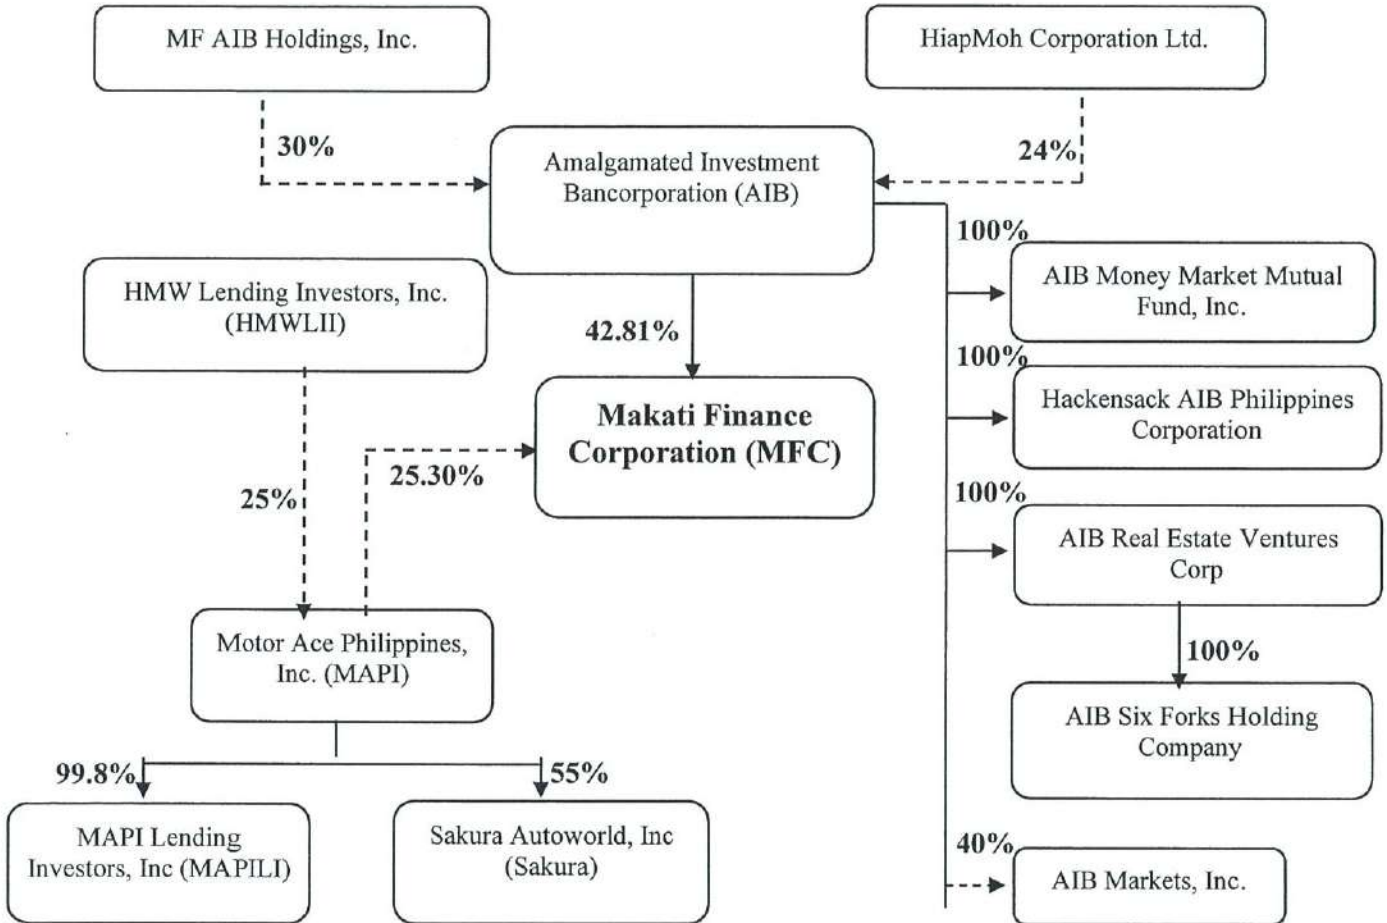 MF AIB Holdings, Inc.
HiapMoh Corporation Ltd.
30%
Amalgamated Investment
Bancorporation (AIB)
24%
100%
HMW Lending Investors, Inc.
(HMWLII)
AIB Money Market Mutual
Fund, Inc.
42.81%
100%
Makati Finance
Corporation (MFC)
Hackensack AIB Philippines
Corporation
25.30%
25%
100%
AIB Real Estate Ventures
Corp
Motor Ace Philippines,
Inc. (MAPI)
100%
AIB Six Forks Holding
Company
99.8%
55%
MAPI Lending
Investors, Inc (MAPILI)
Sakura Autoworld, Inc
(Sakura)
40%
AIB Markets, Inc.